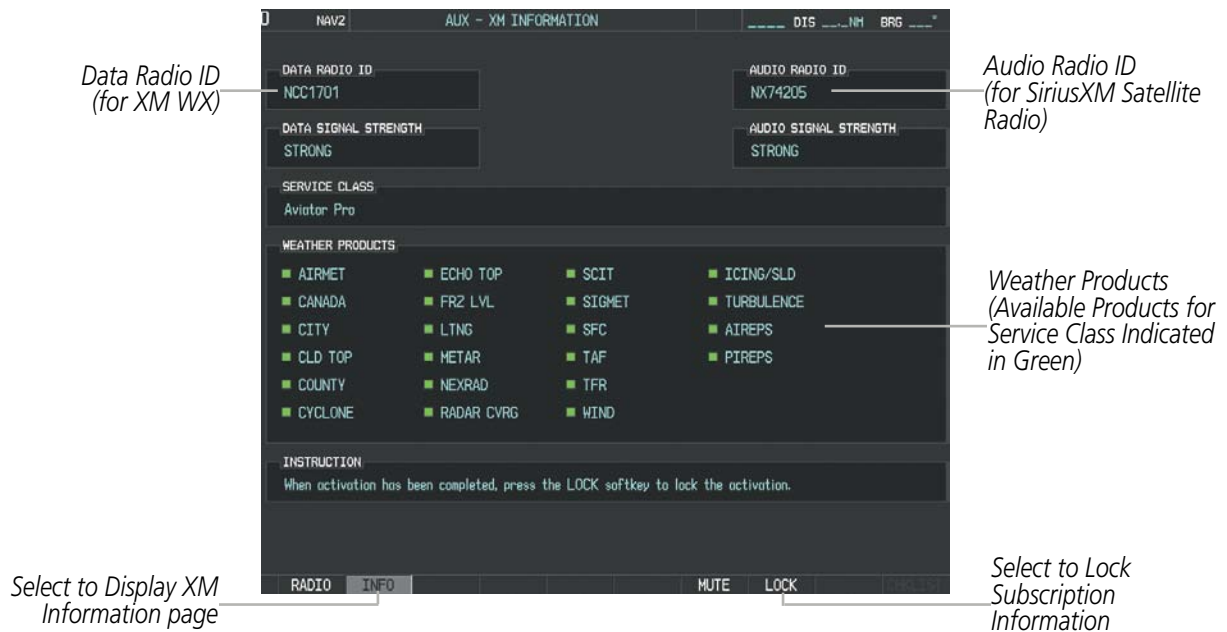 NAV2
AUX - XM INFORMATION
____ DIS __._NM BRG ___°
Data Radio ID
(for XM WX)
DATA RADIO ID
NCC1701
AUDIO RADIO ID
NX74205
Audio Radio ID
(for SiriusXM Satellite
Radio)
DATA SIGNAL STRENGTH
STRONG
AUDIO SIGNAL STRENGTH
STRONG
SERVICE CLASS
Aviator Pro
WEATHER PRODUCTS
AIRMET
CANADA
CITY
CLD TOP
COUNTY
CYCLONE
ECHO TOP
FRZ LVL
LTNG
METAR
NEXRAD
RADAR CVRG
SCIT
SIGMET
SFC
TAF
TFR
WIND
ICING/SLD
TURBULENCE
AIREPS
PIREPS
Weather Products
(Available Products for
Service Class Indicated
in Green)
INSTRUCTION
When activation has been completed, press the LOCK softkey to lock the activation.
Select to Display XM
Information page
RADIO INFO MUTE LOCK
Select to Lock
Subscription
Information